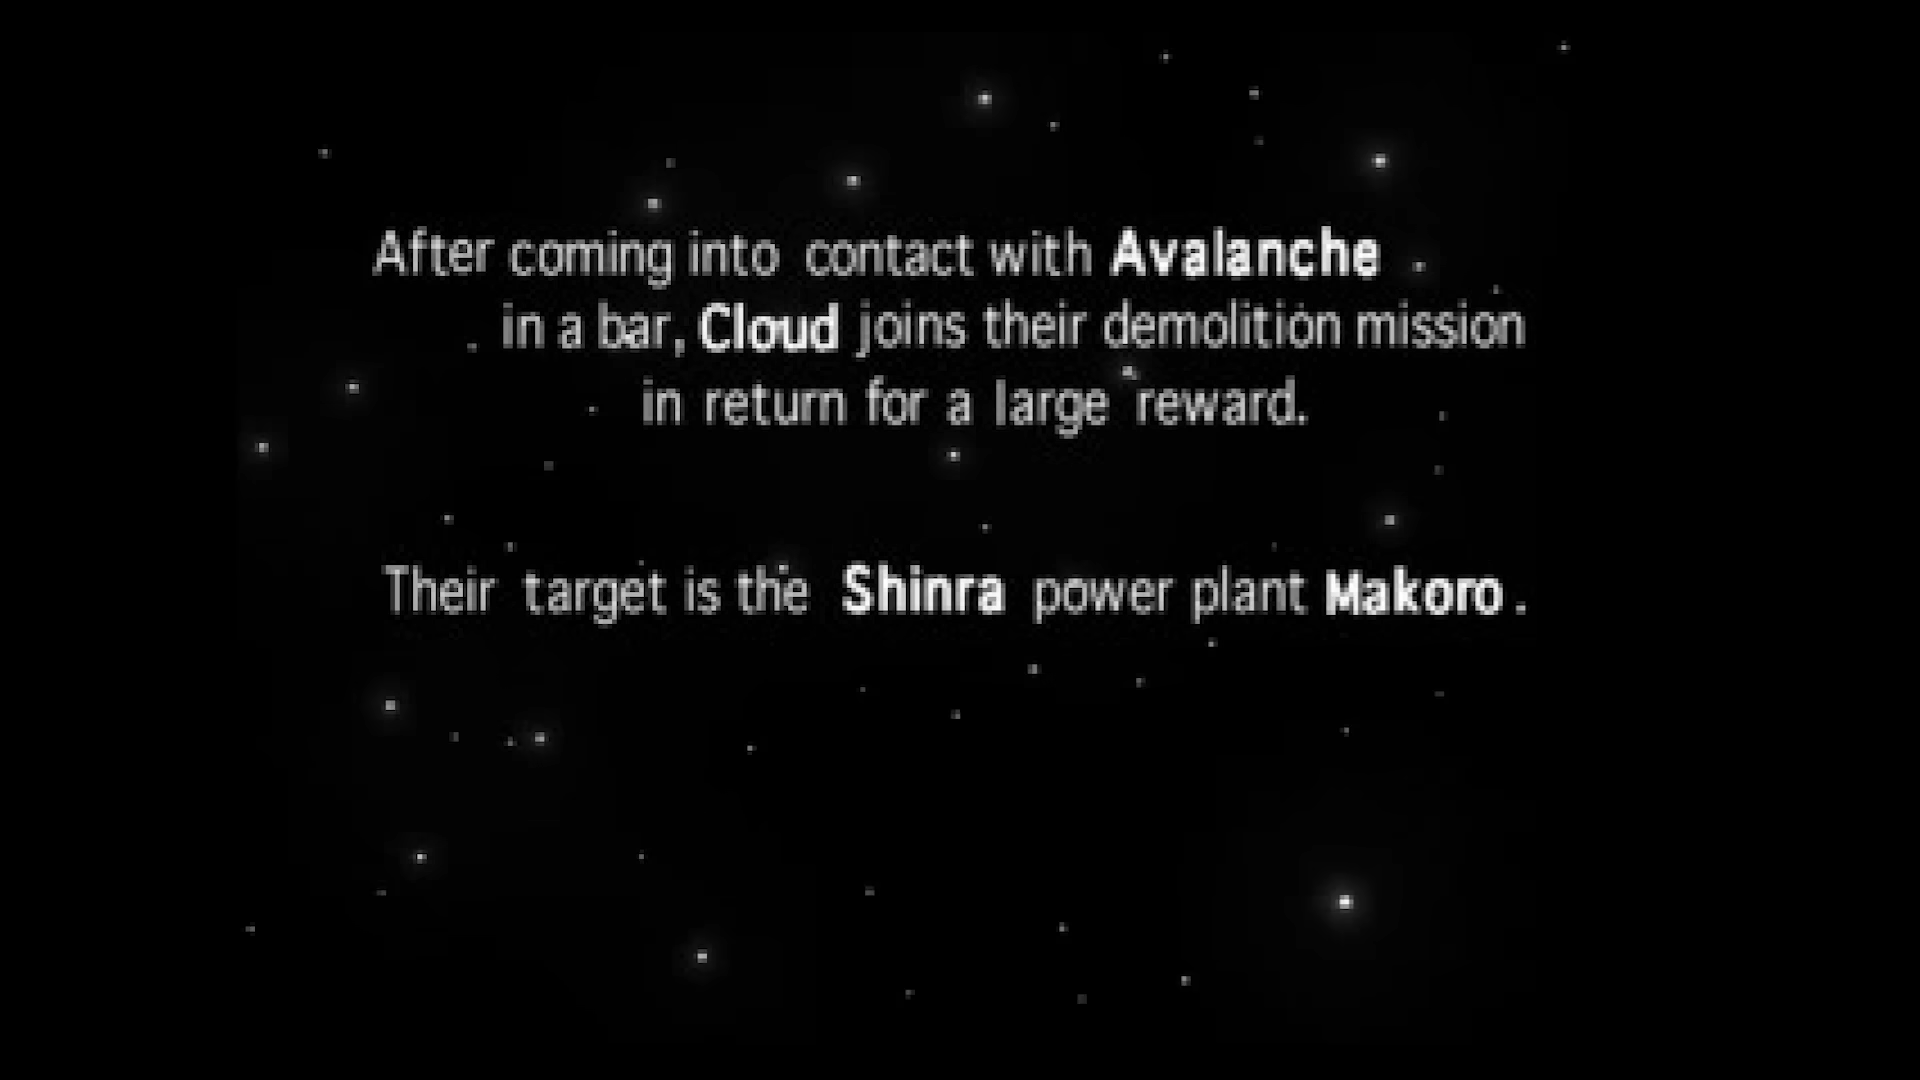 After coming into contact with Avalanche
in a bar, Cloud joins their demolition mission
in return for a large reward.
Their target is the Shinra power plant Makoro.